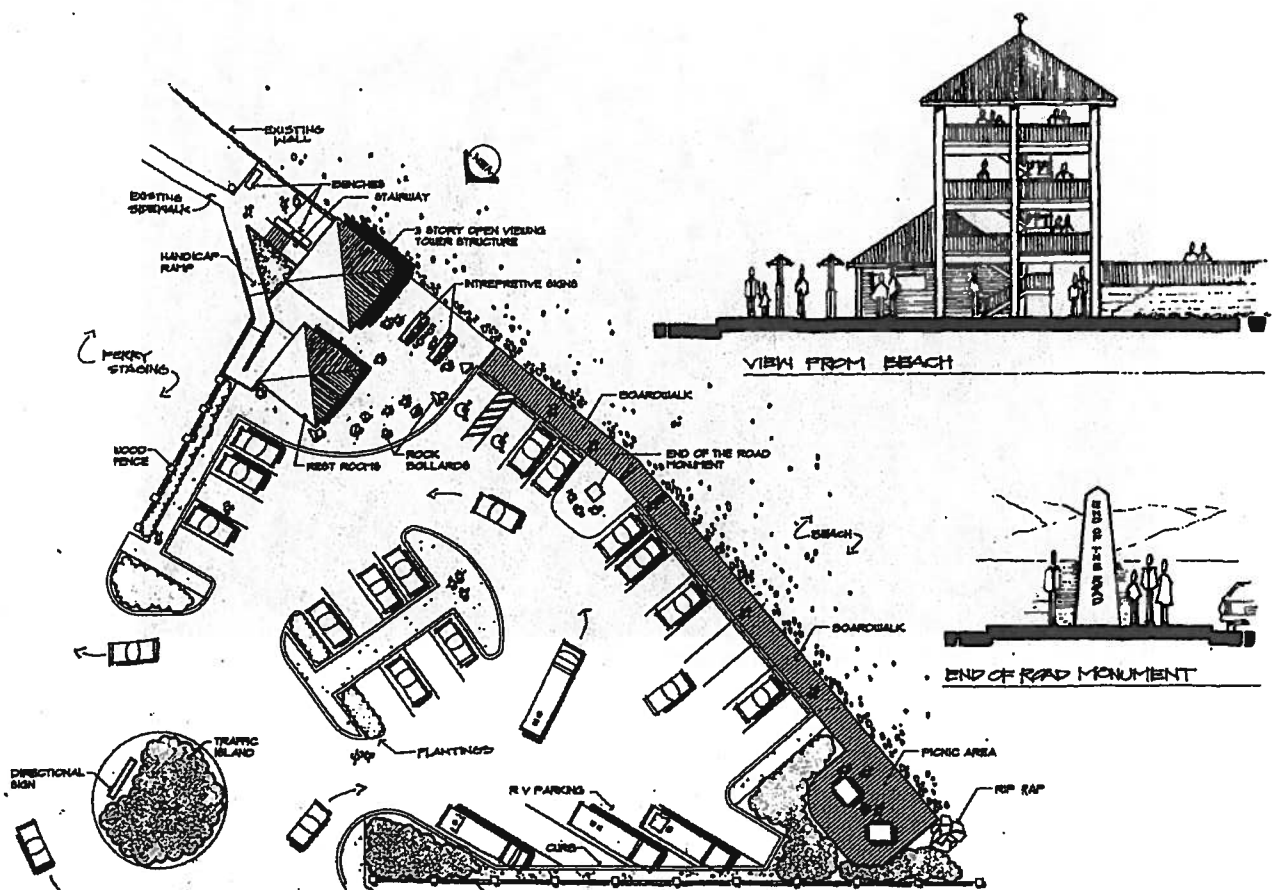 EXISTING
WALL
VIEW
BENCHES
STAIRWAY
EXISTING
SIDEWALK
3 STORY OPEN VIEWING
TOWER STRUCTURE
HANDICAP
RAMP
INTREPRETIVE SIGNS
FERRY
STAGING
VIEW FROM BEACH
BOARDWALK
WOOD
FENCE
REST ROOMS
ROCK
BOLLARDS
END OF THE ROAD
MONUMENT
BEACH
END OF THE ROAD
BOARDWALK
END OF ROAD MONUMENT
TRAFFIC
ISLAND
PLANTINGS
PICNIC AREA
DIRECTIONAL
SIGN
R V PARKING
RIP RAP
CURB